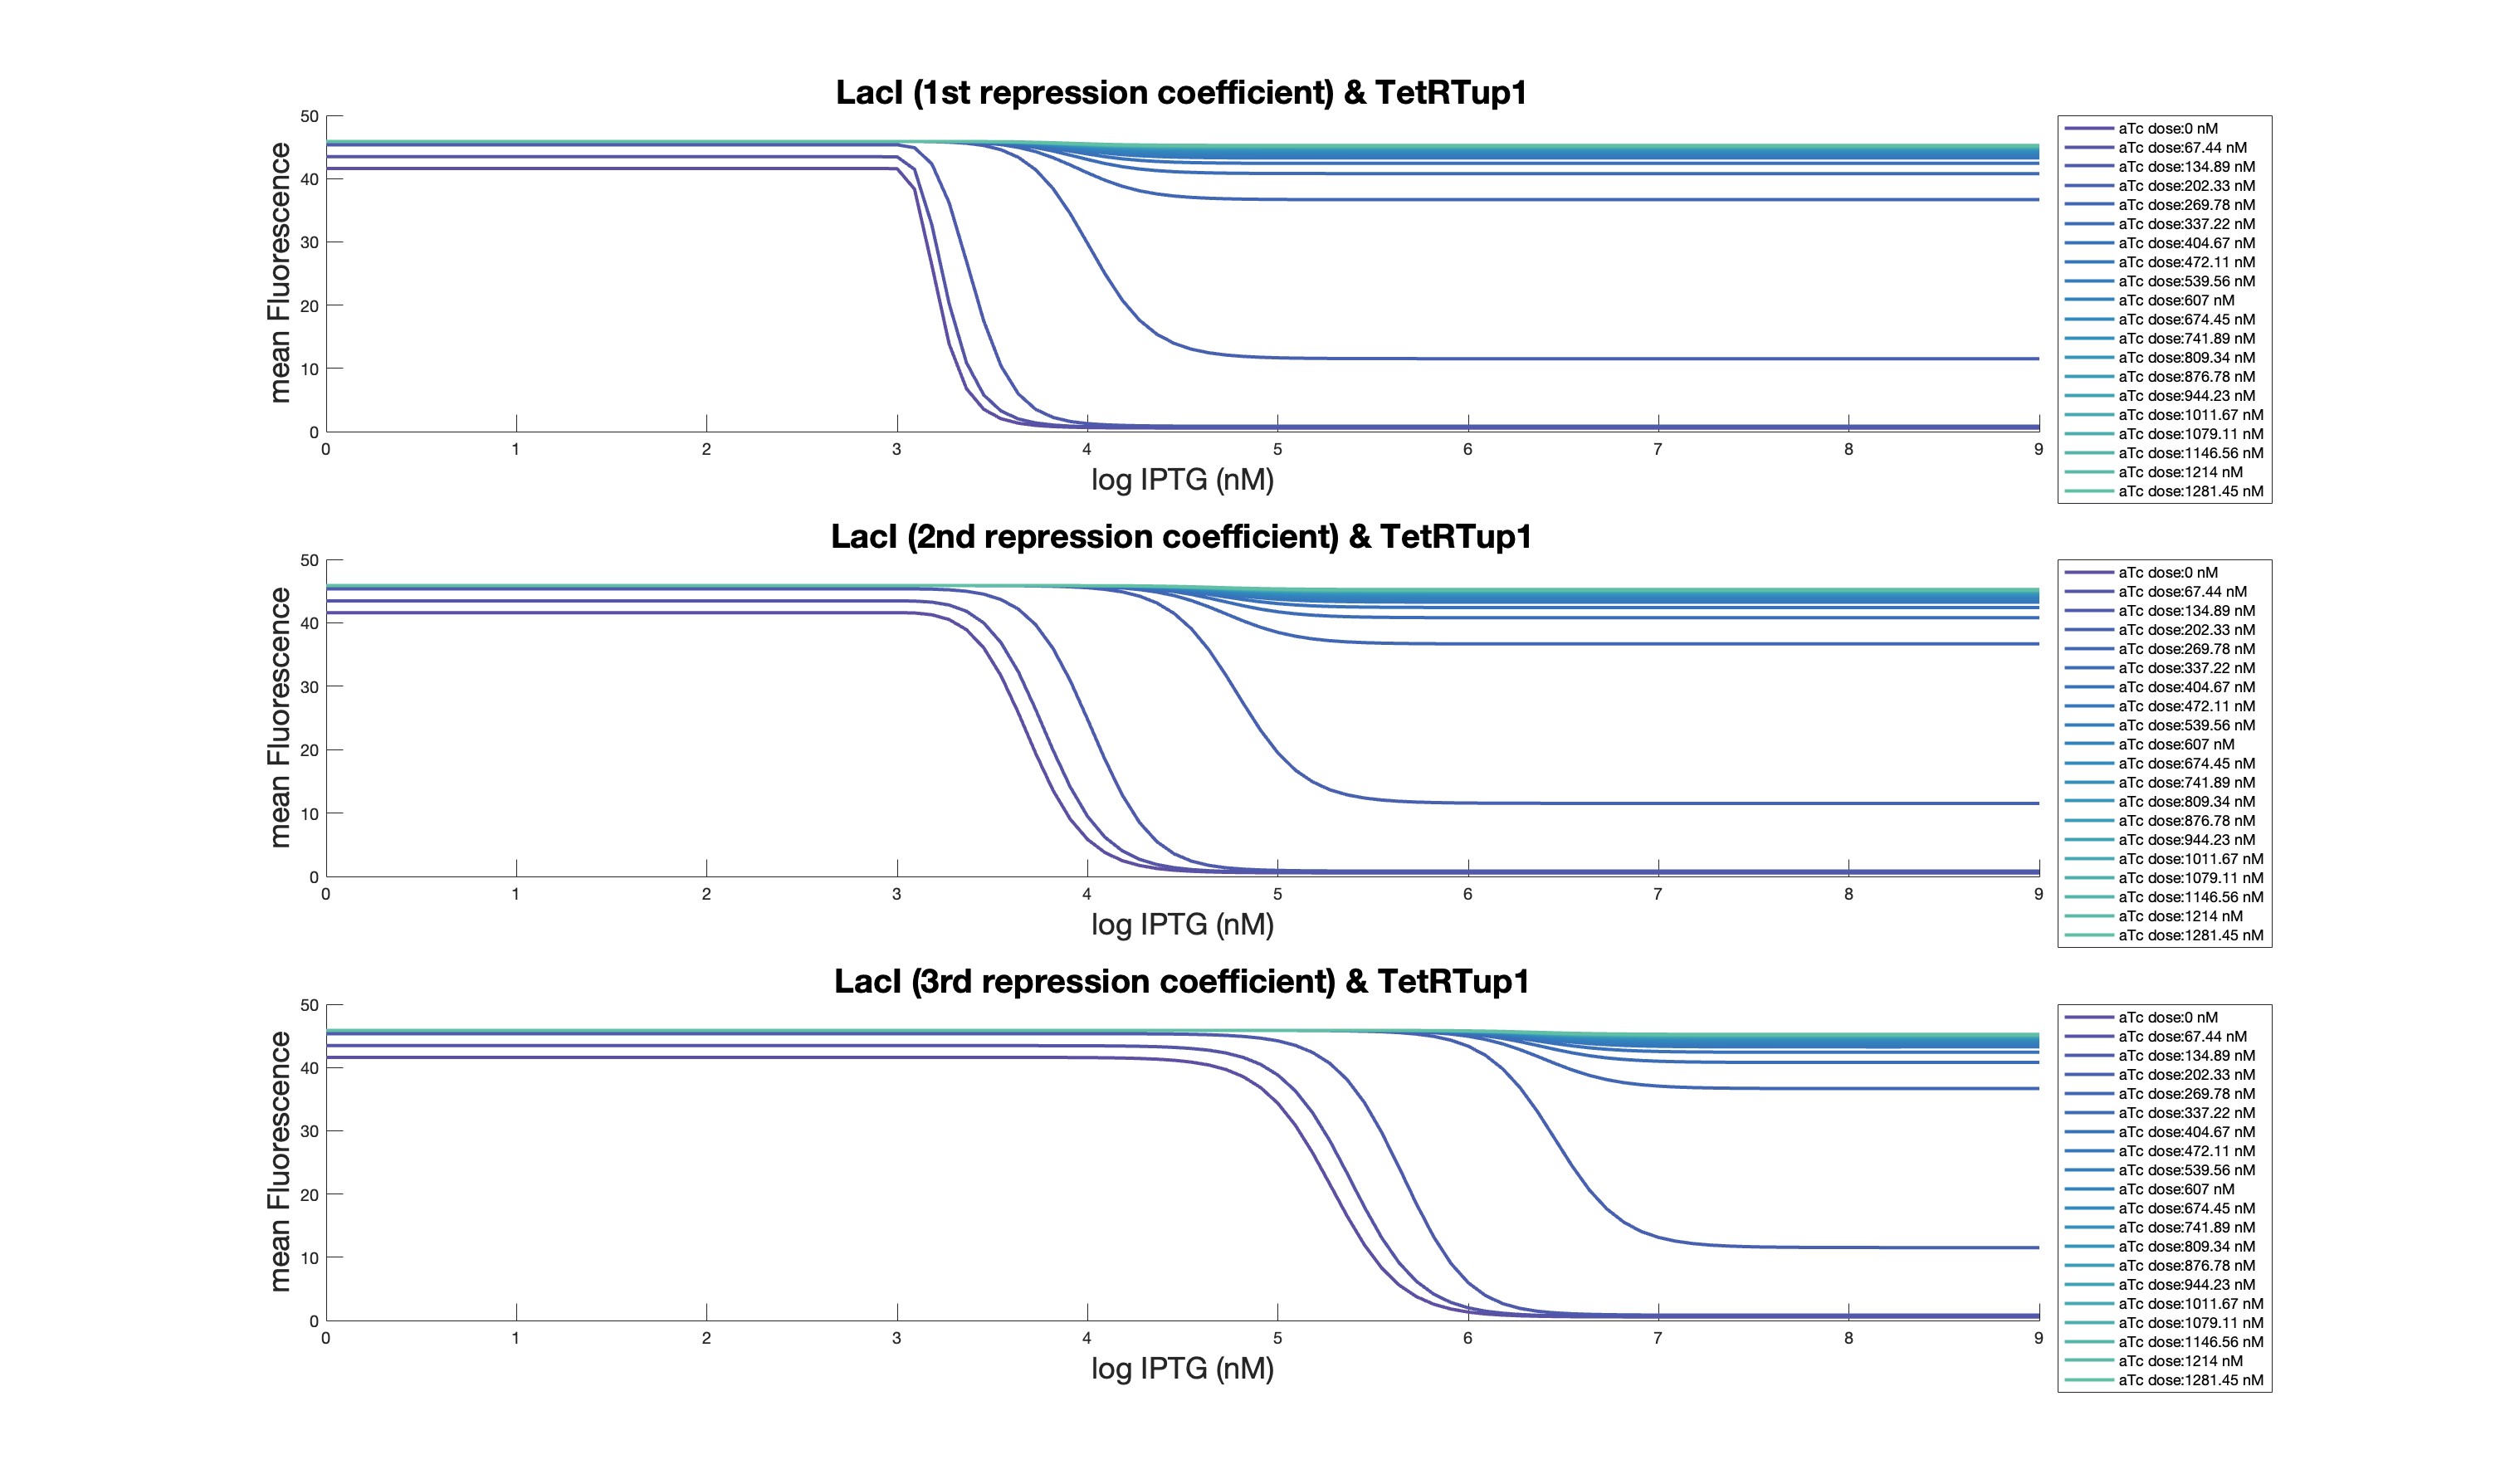 LacI (1st repression coefficient) & TetRTup1
50
40
30
20
10
0
mean Fluorescence
0 1 2 3 4 5 6 7 8 9
log IPTG (nM)
aTc dose:0 nM
aTc dose:67.44 nM
aTc dose:134.89 nM
aTc dose:202.33 nM
aTc dose:269.78 nM
aTc dose:337.22 nM
aTc dose:404.67 nM
aTc dose:472.11 nM
aTc dose:539.56 nM
aTc dose:607 nM
aTc dose:674.45 nM
aTc dose:741.89 nM
aTc dose:809.34 nM
aTc dose:876.78 nM
aTc dose:944.23 nM
aTc dose:1011.67 nM
aTc dose:1079.11 nM
aTc dose:1146.56 nM
aTc dose:1214 nM
aTc dose:1281.45 nM
LacI (2nd repression coefficient) & TetRTup1
50
40
30
20
10
0
mean Fluorescence
0 1 2 3 4 5 6 7 8 9
log IPTG (nM)
aTc dose:0 nM
aTc dose:67.44 nM
aTc dose:134.89 nM
aTc dose:202.33 nM
aTc dose:269.78 nM
aTc dose:337.22 nM
aTc dose:404.67 nM
aTc dose:472.11 nM
aTc dose:539.56 nM
aTc dose:607 nM
aTc dose:674.45 nM
aTc dose:741.89 nM
aTc dose:809.34 nM
aTc dose:876.78 nM
aTc dose:944.23 nM
aTc dose:1011.67 nM
aTc dose:1079.11 nM
aTc dose:1146.56 nM
aTc dose:1214 nM
aTc dose:1281.45 nM
LacI (3rd repression coefficient) & TetRTup1
50
40
30
20
10
0
mean Fluorescence
0 1 2 3 4 5 6 7 8 9
log IPTG (nM)
aTc dose:0 nM
aTc dose:67.44 nM
aTc dose:134.89 nM
aTc dose:202.33 nM
aTc dose:269.78 nM
aTc dose:337.22 nM
aTc dose:404.67 nM
aTc dose:472.11 nM
aTc dose:539.56 nM
aTc dose:607 nM
aTc dose:674.45 nM
aTc dose:741.89 nM
aTc dose:809.34 nM
aTc dose:876.78 nM
aTc dose:944.23 nM
aTc dose:1011.67 nM
aTc dose:1079.11 nM
aTc dose:1146.56 nM
aTc dose:1214 nM
aTc dose:1281.45 nM